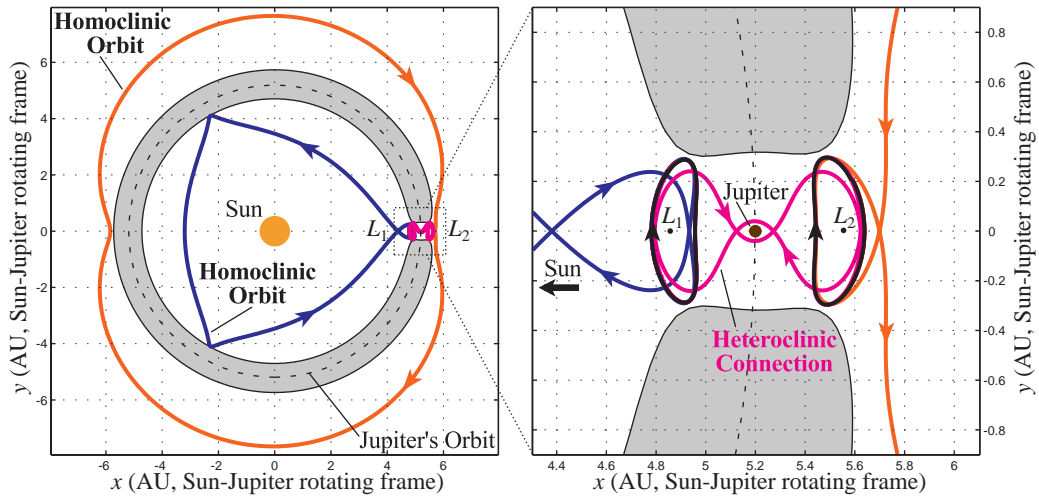 Homoclinic
Orbit
Sun
L1
L2
Homoclinic
Orbit
Jupiter's Orbit
6
4
2
0
-2
-4
-6
y (AU, Sun-Jupiter rotating frame)
-6
-4
-2
0
2
4
6
x (AU, Sun-Jupiter rotating frame)
Jupiter
L1
L2
Sun
Heteroclinic
Connection
0.8
0.6
0.4
0.2
0
-0.2
-0.4
-0.6
-0.8
y (AU, Sun-Jupiter rotating frame)
4.4
4.6
4.8
5
5.2
5.4
5.6
5.8
6
x (AU, Sun-Jupiter rotating frame)